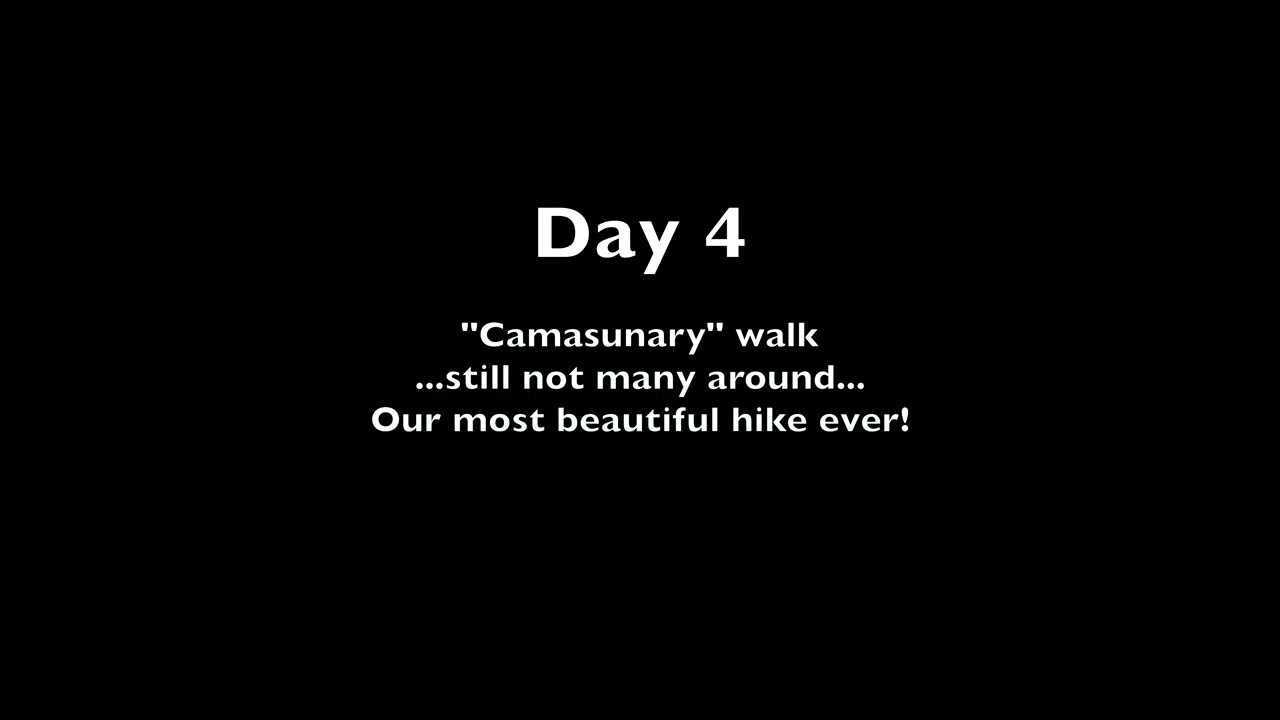 Day 4
"Camasunary" walk
...still not many around...
Our most beautiful hike ever!